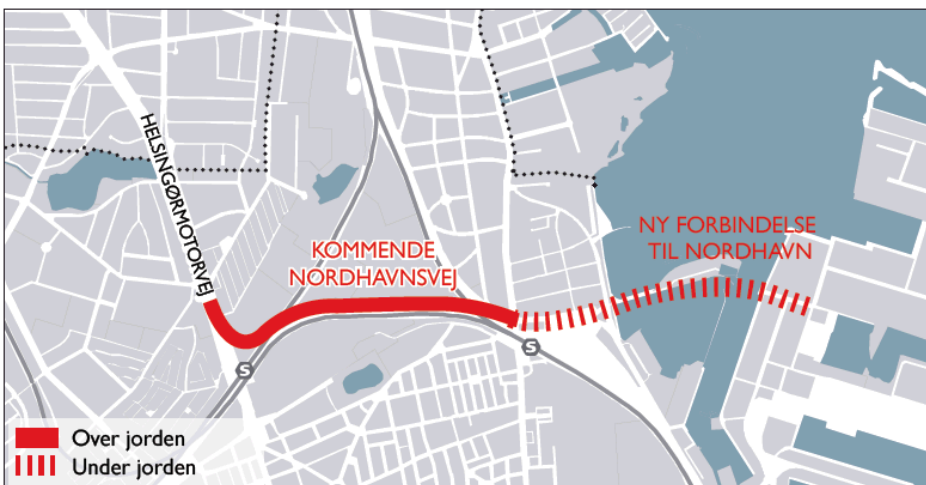 HELSINGØRMOTORVEJ
KOMMENDE
NORDHAVNSVEJ
NY FORBINDELSE
TIL NORDHAVN
S
S
Over jorden
Under jorden